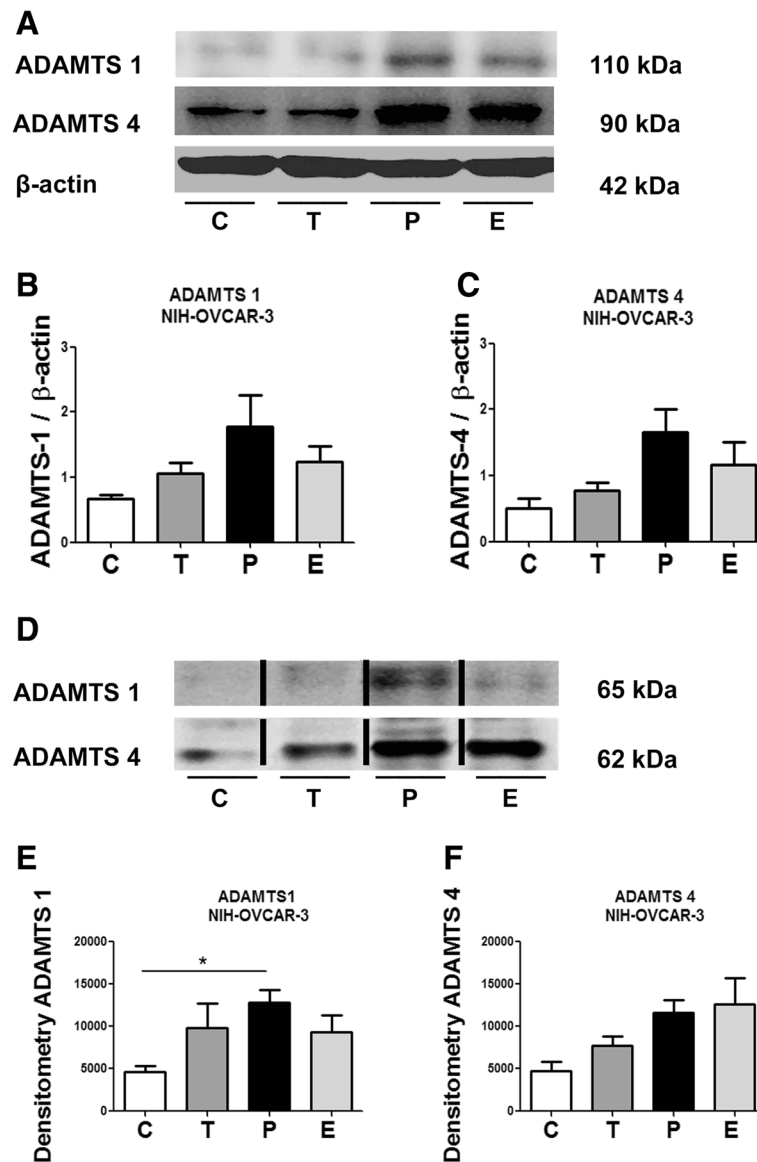 A
ADAMTS 1 110 kDa
ADAMTS 4 90 kDa
β-actin 42 kDa
C T P E
B
ADAMTS 1
NIH-OVCAR-3
ADAMTS-1 / β-actin
3
2
1
0
C T P E
C
ADAMTS 4
NIH-OVCAR-3
ADAMTS-4 / β-actin
3
2
1
0
C T P E
D
ADAMTS 1 65 kDa
ADAMTS 4 62 kDa
C T P E
E
ADAMTS1
NIH-OVCAR-3
Densitometry ADAMTS 1
20000
15000
10000
5000
0
*
C T P E
F
ADAMTS 4
NIH-OVCAR-3
Densitometry ADAMTS 4
20000
15000
10000
5000
0
C T P E